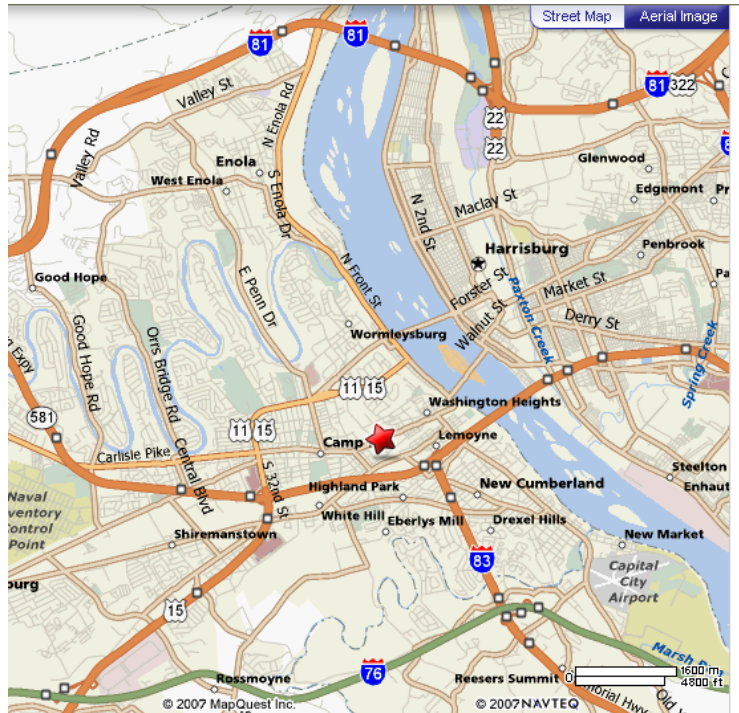 Street Map
Aerial Image
81
81
81
322
22
22
Valley St
Valley Rd
N Enola Rd
Enola
West Enola
S Enola Dr
N 2nd St
Maclay St
Glenwood
Edgemont
Penbrook
Harrisburg
Good Hope
E Penn Dr
N Front St
Forster St
Walnut St
Market St
Paxton Creek
Derry St
Spring Creek
Wormleysburg
Good Hope Rd
Orrs Bridge Rd
Expy
581
11 15
11 15
Washington Heights
Camp
Lemoyne
Carlisle Pike
Central Blvd
S 32nd St
Highland Park
New Cumberland
Steelton
Enhaut
Naval
Control
Point
White Hill
Eberlys Mill
Drexel Hills
New Market
Shiremanstown
83
Capital
City
Airport
15
76
Rossmoyne
Reesers Summit
0
1600 m
4800 ft
© 2007 MapQuest Inc.
© 2007 NAVTEQ